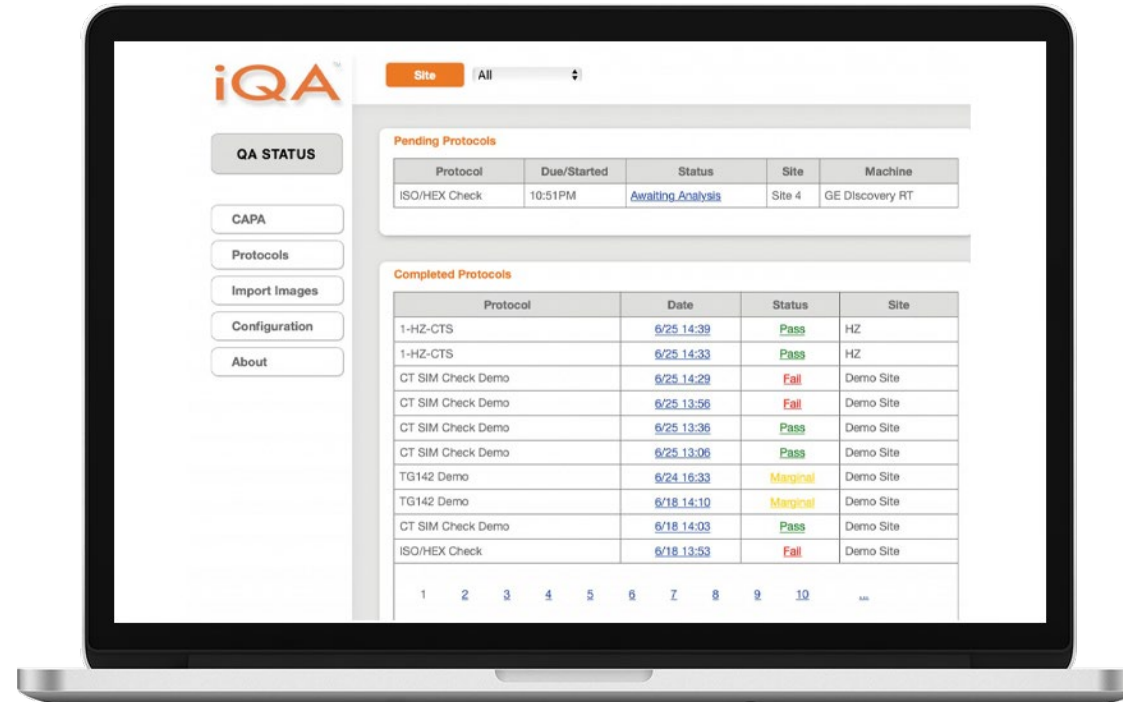 iQA™
Site All
QA STATUS
CAPA
Protocols
Import Images
Configuration
About
Pending Protocols
Protocol Due/Started Status Site Machine
ISO/HEX Check 10:51PM Awaiting Analysis Site 4 GE DIscovery RT
Completed Protocols
Protocol Date Status Site
1-HZ-CTS 6/25 14:39 Pass HZ
1-HZ-CTS 6/25 14:33 Pass HZ
CT SIM Check Demo 6/25 14:29 Fail Demo Site
CT SIM Check Demo 6/25 13:56 Fail Demo Site
CT SIM Check Demo 6/25 13:36 Pass Demo Site
CT SIM Check Demo 6/25 13:06 Pass Demo Site
TG142 Demo 6/24 16:33 Marginal Demo Site
TG142 Demo 6/18 14:10 Marginal Demo Site
CT SIM Check Demo 6/18 14:03 Pass Demo Site
ISO/HEX Check 6/18 13:53 Fail Demo Site
1 2 3 4 5 6 7 8 9 10 ...